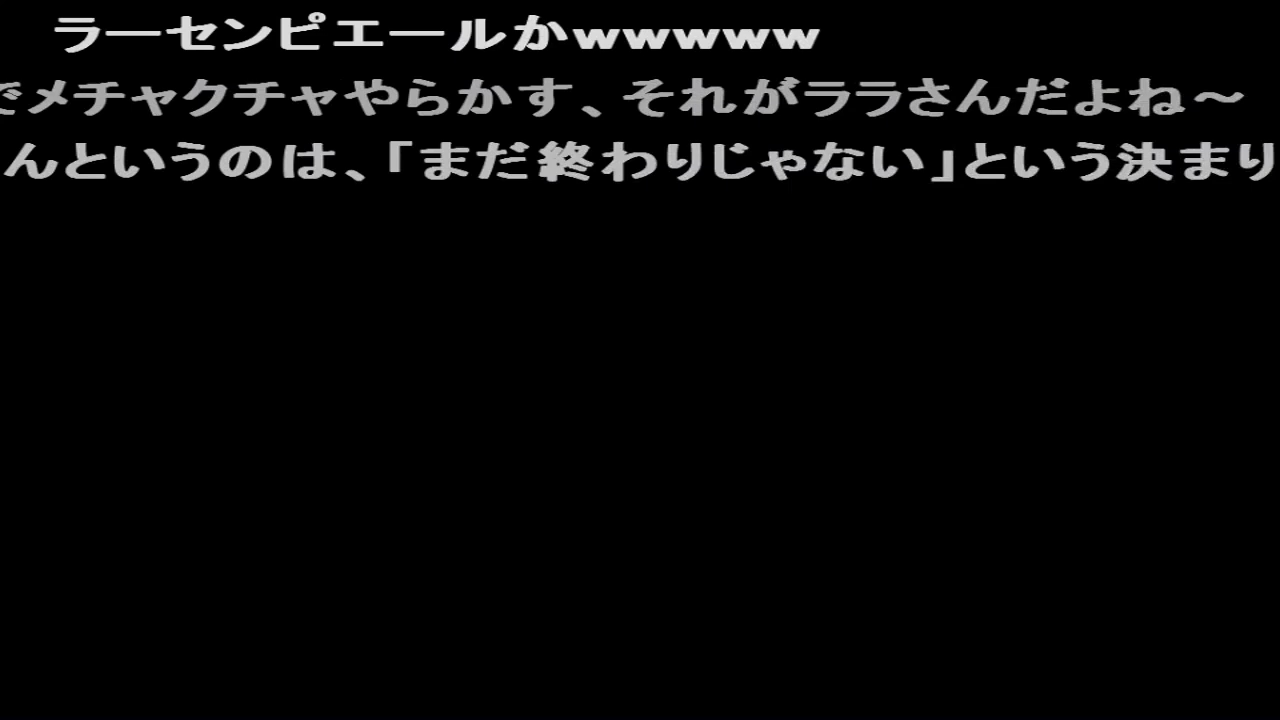 ラーセンピエールかwwwww
でメチャクチャやらかす、それがララさんだよね～
んというのは、「まだ終わりじゃない」という決まり